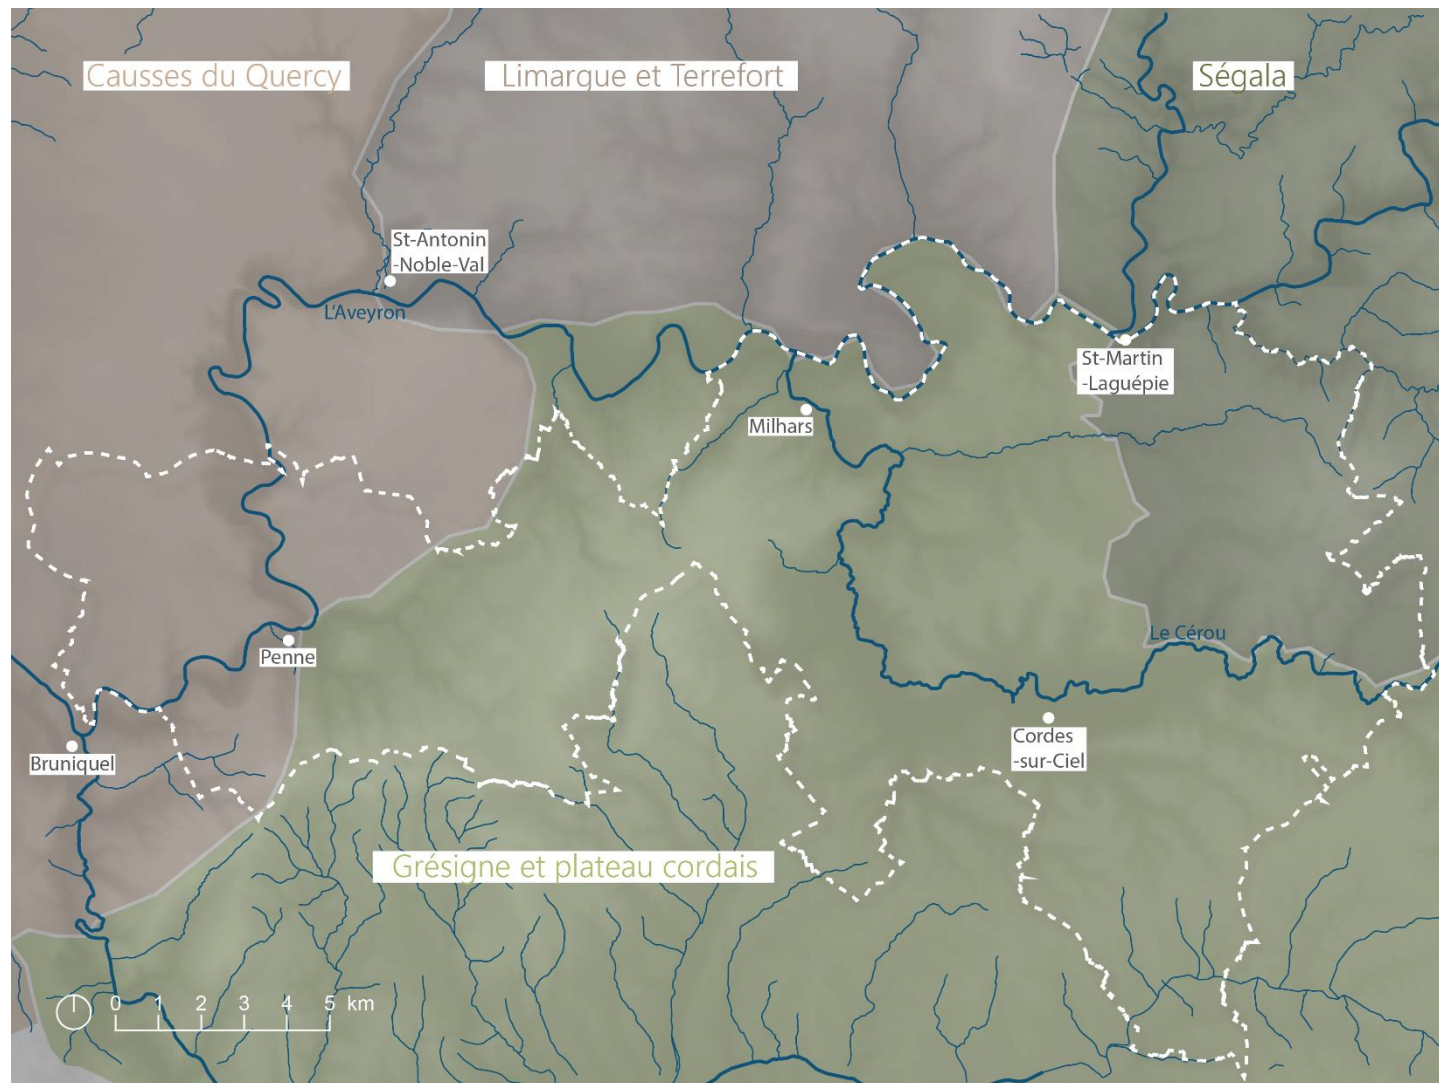 Causses du Quercy
Limargue et Terrefort
Ségala
St-Antonin
-Noble-Val
L'Aveyron
St-Martin
-Laguépie
Milhars
Le Cérou
Penne
Bruniquel
Cordes
-sur-Ciel
Grésigne et plateau cordais
0 1 2 3 4 5 km